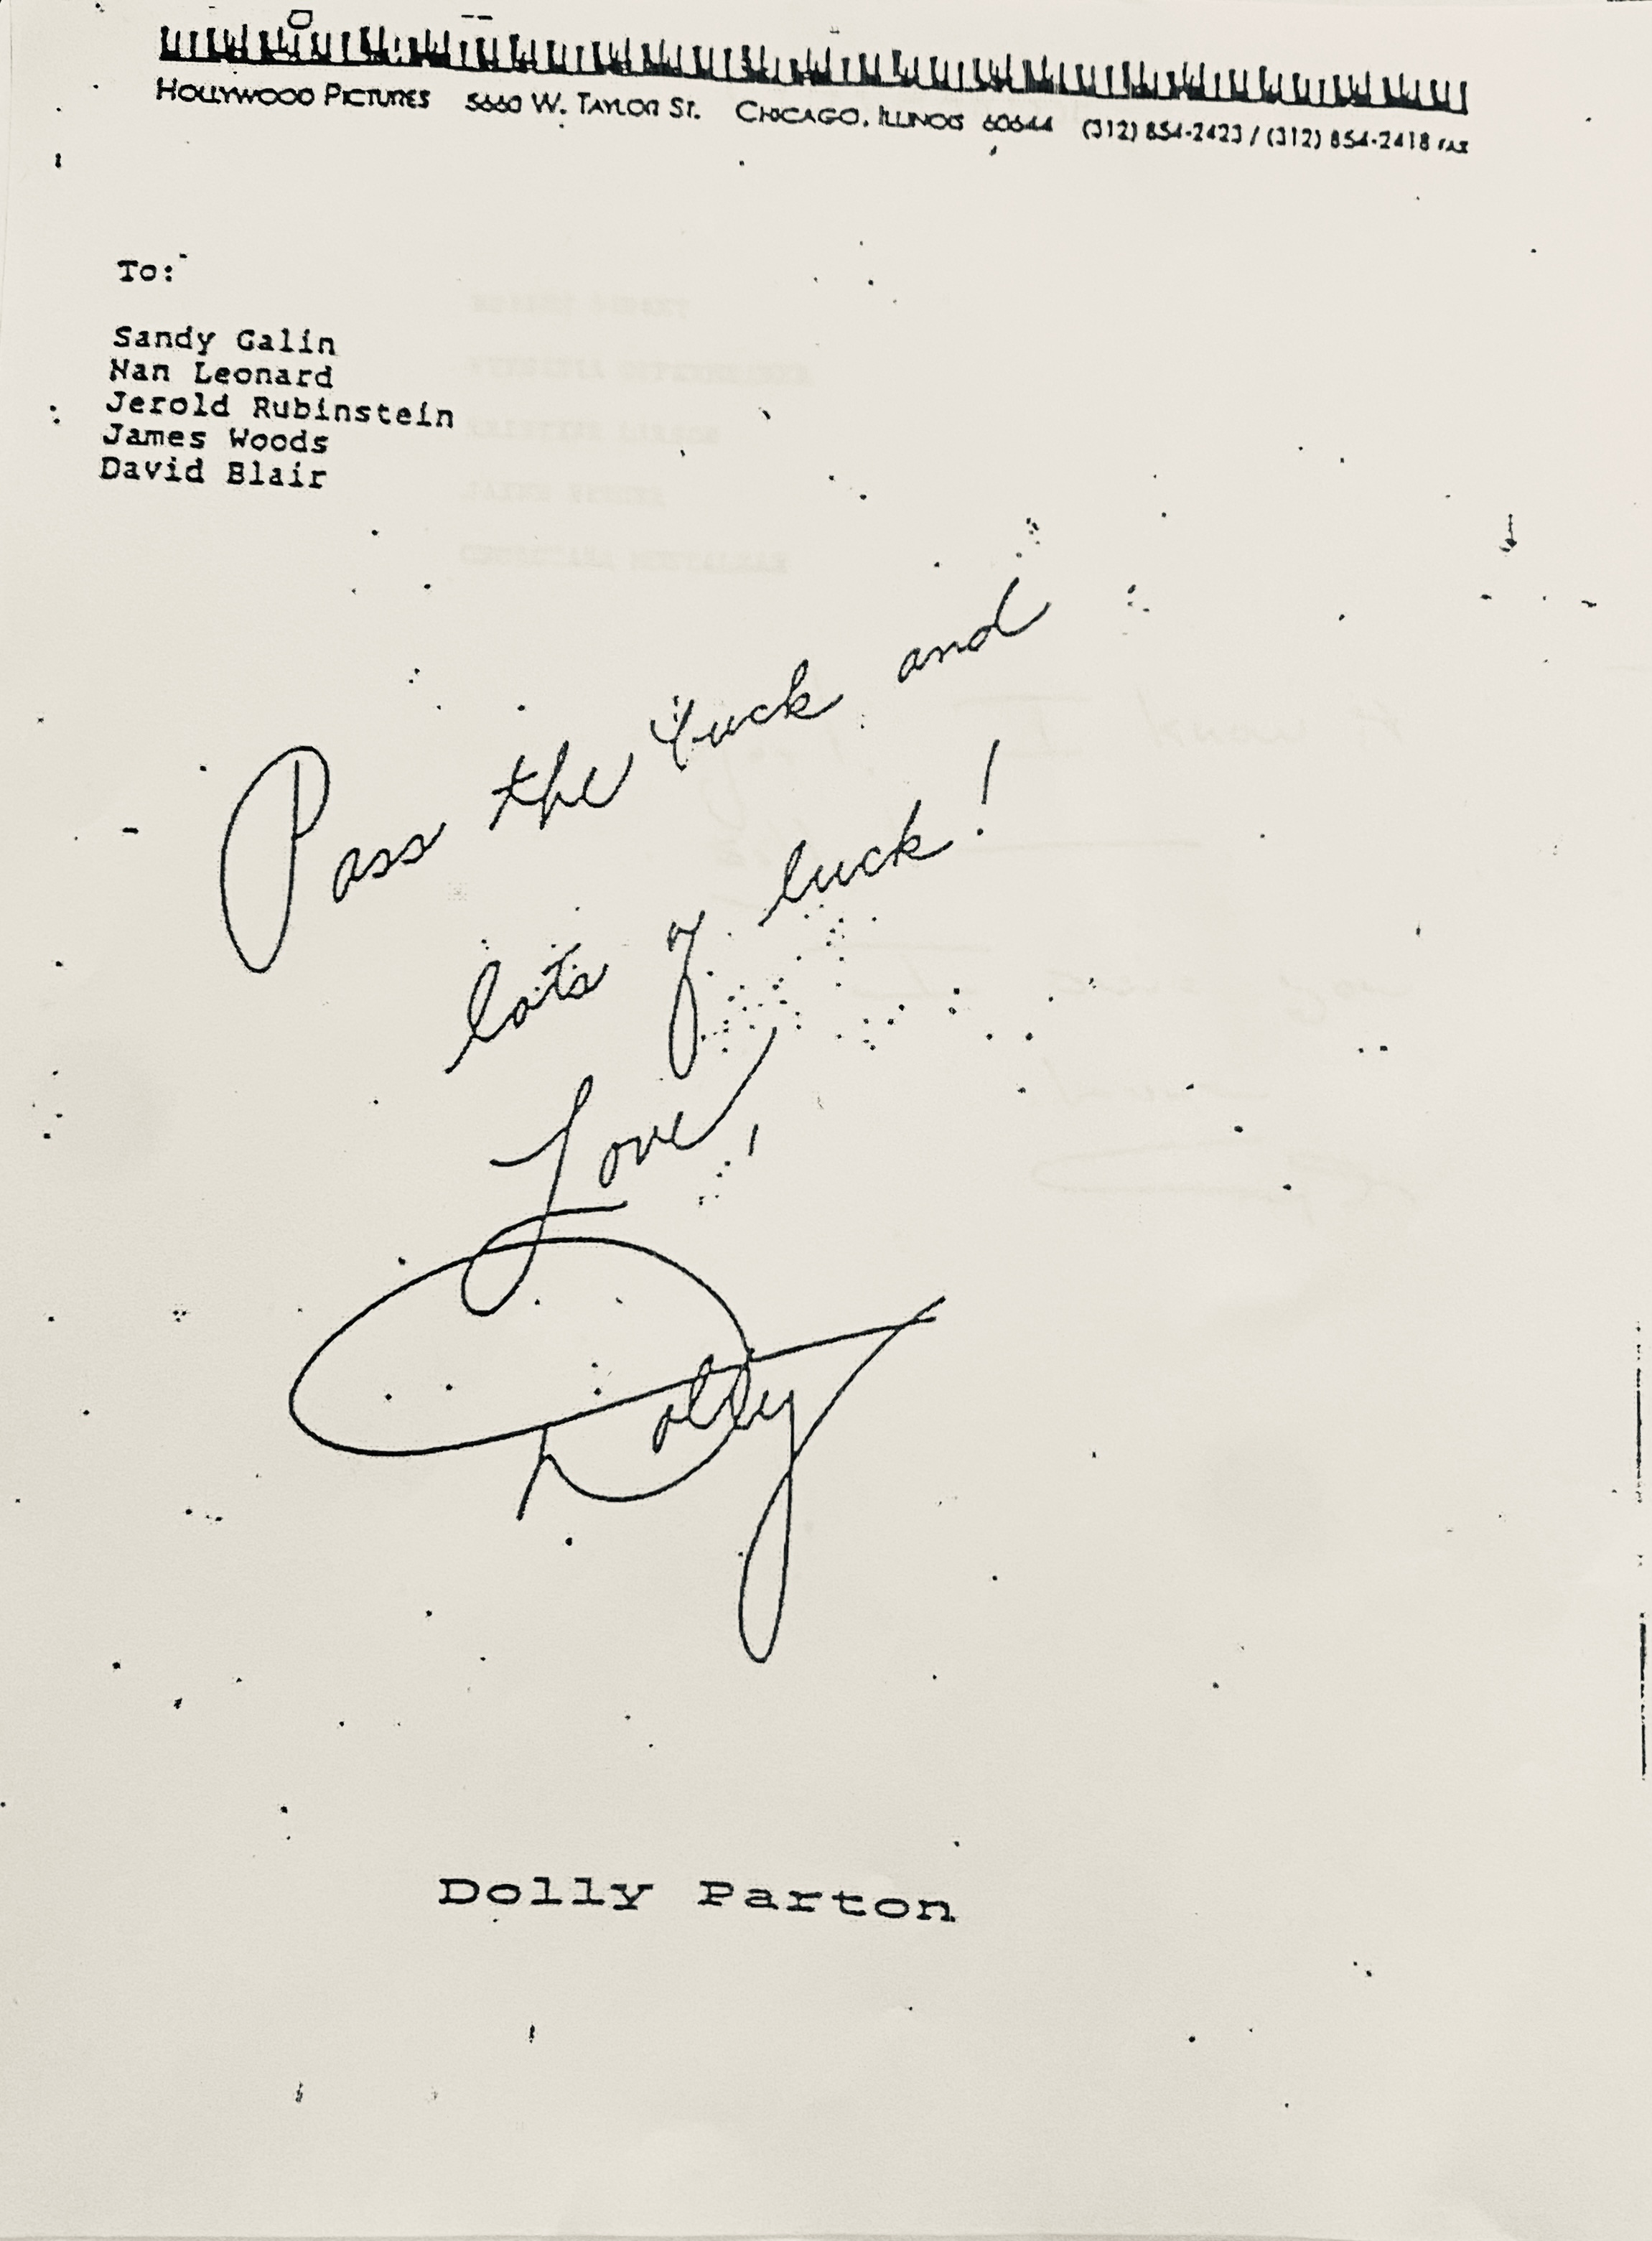 HOLLYWOOD PICTURES 5660 W. TAYLOR ST. CHICAGO, ILLINOIS 60644 (312) 854-2423 / (312) 854-2418 FAX
To:
Sandy Galin
Nan Leonard
Jerold Rubinstein
James Woods
David Blair
Pass the Yuck and
lots of luck!
Love,
Dolly
Dolly Parton